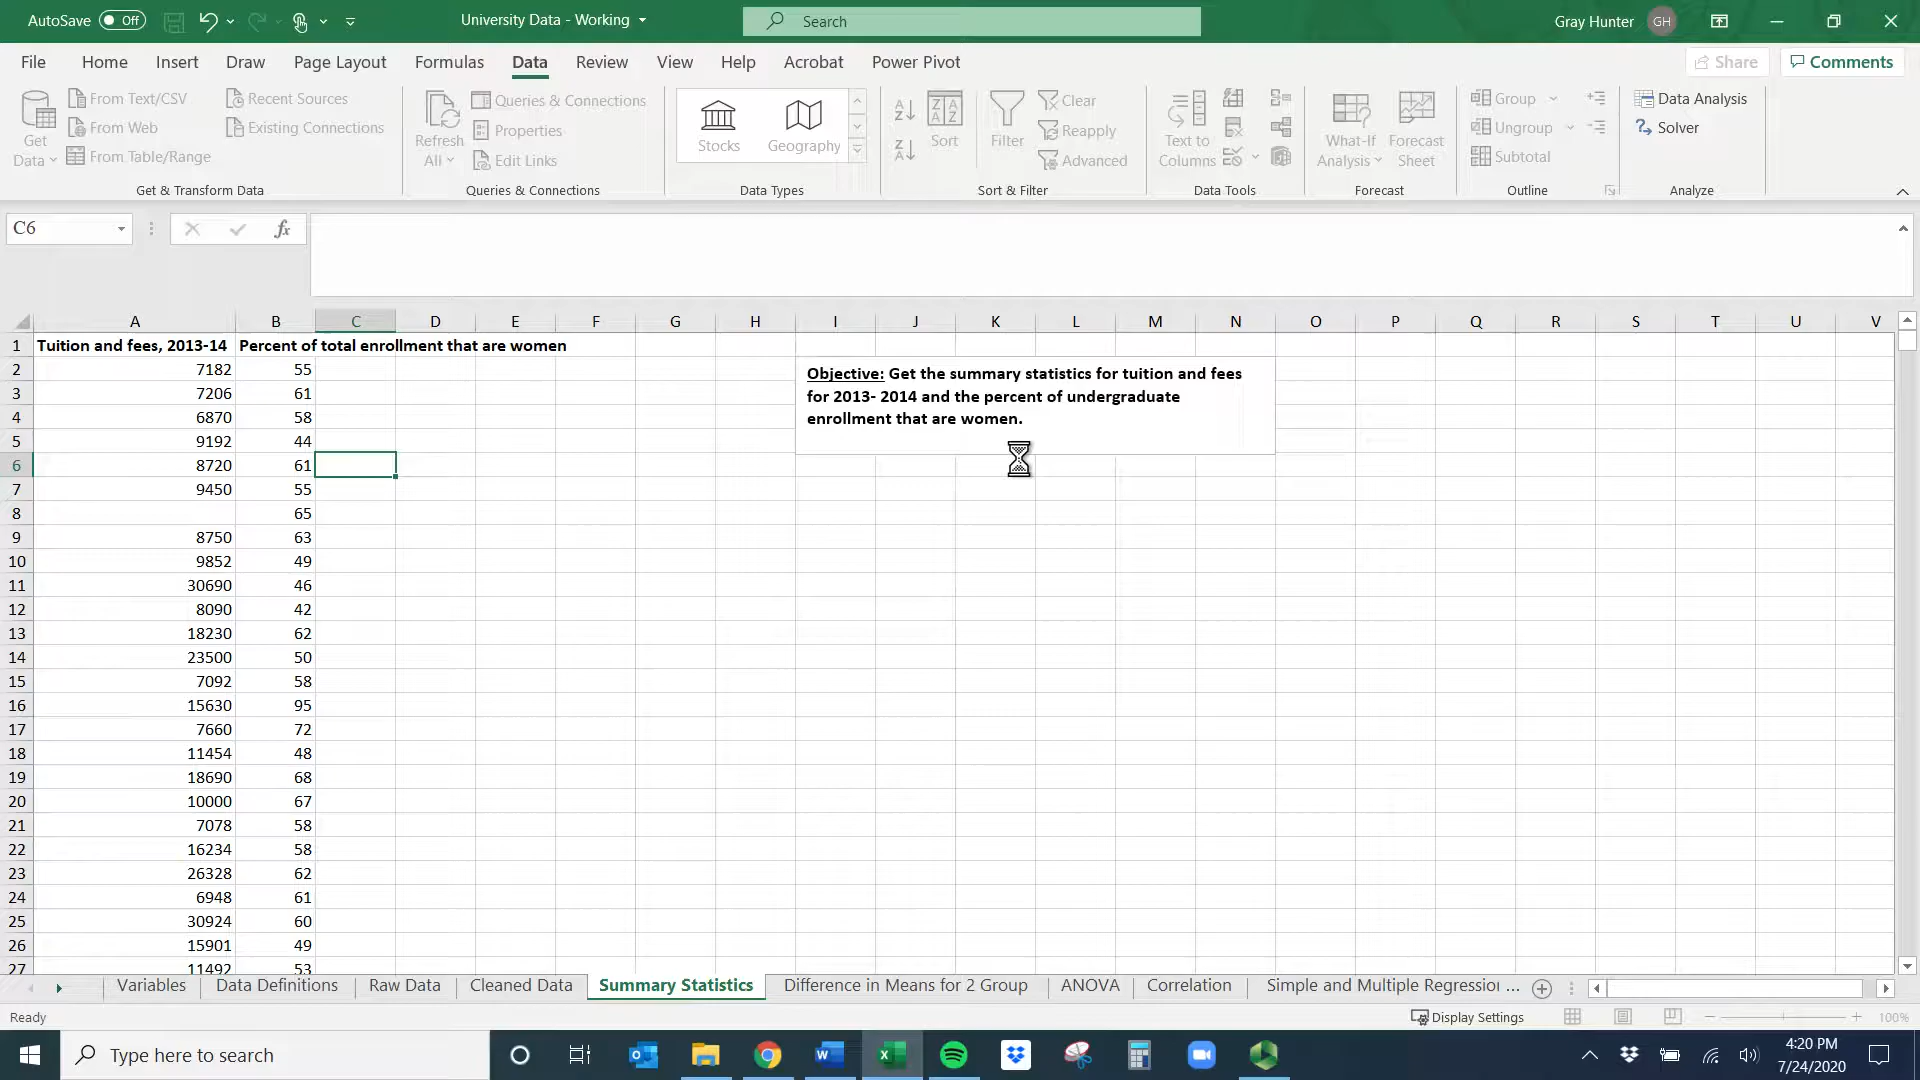 AutoSave Off
University Data - Working
Search
Gray Hunter GH
File Home Insert Draw Page Layout Formulas Data Review View Help Acrobat Power Pivot Share Comments
Get Data
From Text/CSV
From Web
From Table/Range
Recent Sources
Existing Connections
Get & Transform Data
Refresh All
Queries & Connections
Properties
Edit Links
Queries & Connections
Stocks Geography
Data Types
Sort
Filter
Clear
Reapply
Advanced
Sort & Filter
Text to Columns
Data Tools
What-If Analysis
Forecast Sheet
Forecast
Group
Ungroup
Subtotal
Outline
Data Analysis
Solver
Analyze
C6 fx
A B C D E F G H I J K L M N O P Q R S T U V
1 Tuition and fees, 2013-14 Percent of total enrollment that are women
2 7182 55
3 7206 61
4 6870 58
5 9192 44
6 8720 61
7 9450 55
8 65
9 8750 63
10 9852 49
11 30690 46
12 8090 42
13 18230 62
14 23500 50
15 7092 58
16 15630 95
17 7660 72
18 11454 48
19 18690 68
20 10000 67
21 7078 58
22 16234 58
23 26328 62
24 6948 61
25 30924 60
26 15901 49
27 11492 53
Objective: Get the summary statistics for tuition and fees
for 2013- 2014 and the percent of undergraduate
enrollment that are women.
Variables Data Definitions Raw Data Cleaned Data Summary Statistics Difference in Means for 2 Group ANOVA Correlation Simple and Multiple Regression ...
Ready Display Settings 100%
Type here to search
4:20 PM
7/24/2020